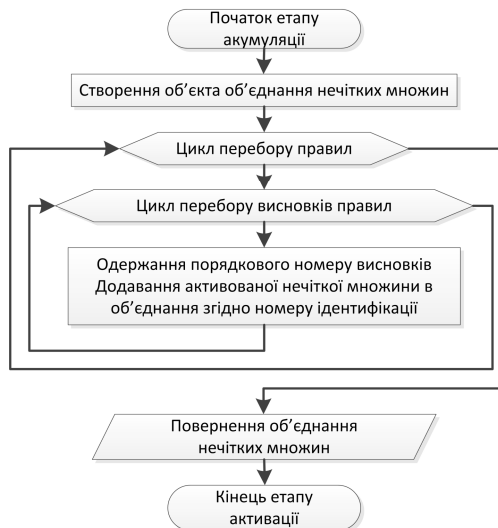 Початок етапу
акумуляції
Створення об’єкта об’єднання нечітких множин
Цикл перебору правил
Цикл перебору висновків правил
Одержання порядкового номеру висновків
Додавання активованої нечіткої множини в
об’єднання згідно номеру ідентифікації
Повернення об’єднання
нечітких множин
Кінець етапу
активації